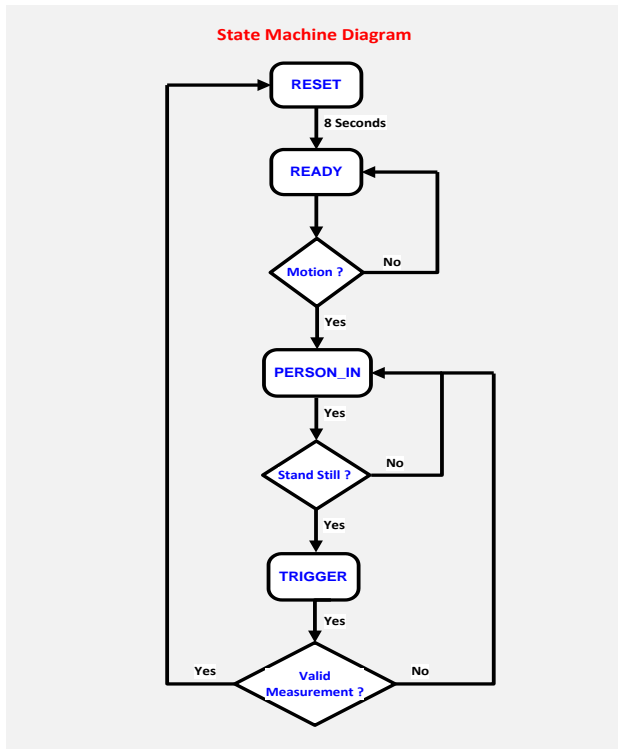 State Machine Diagram
RESET
8 Seconds
READY
Motion ?
No
Yes
PERSON_IN
Yes
Stand Still ?
No
Yes
TRIGGER
Yes
Yes
Valid
Measurement ?
No